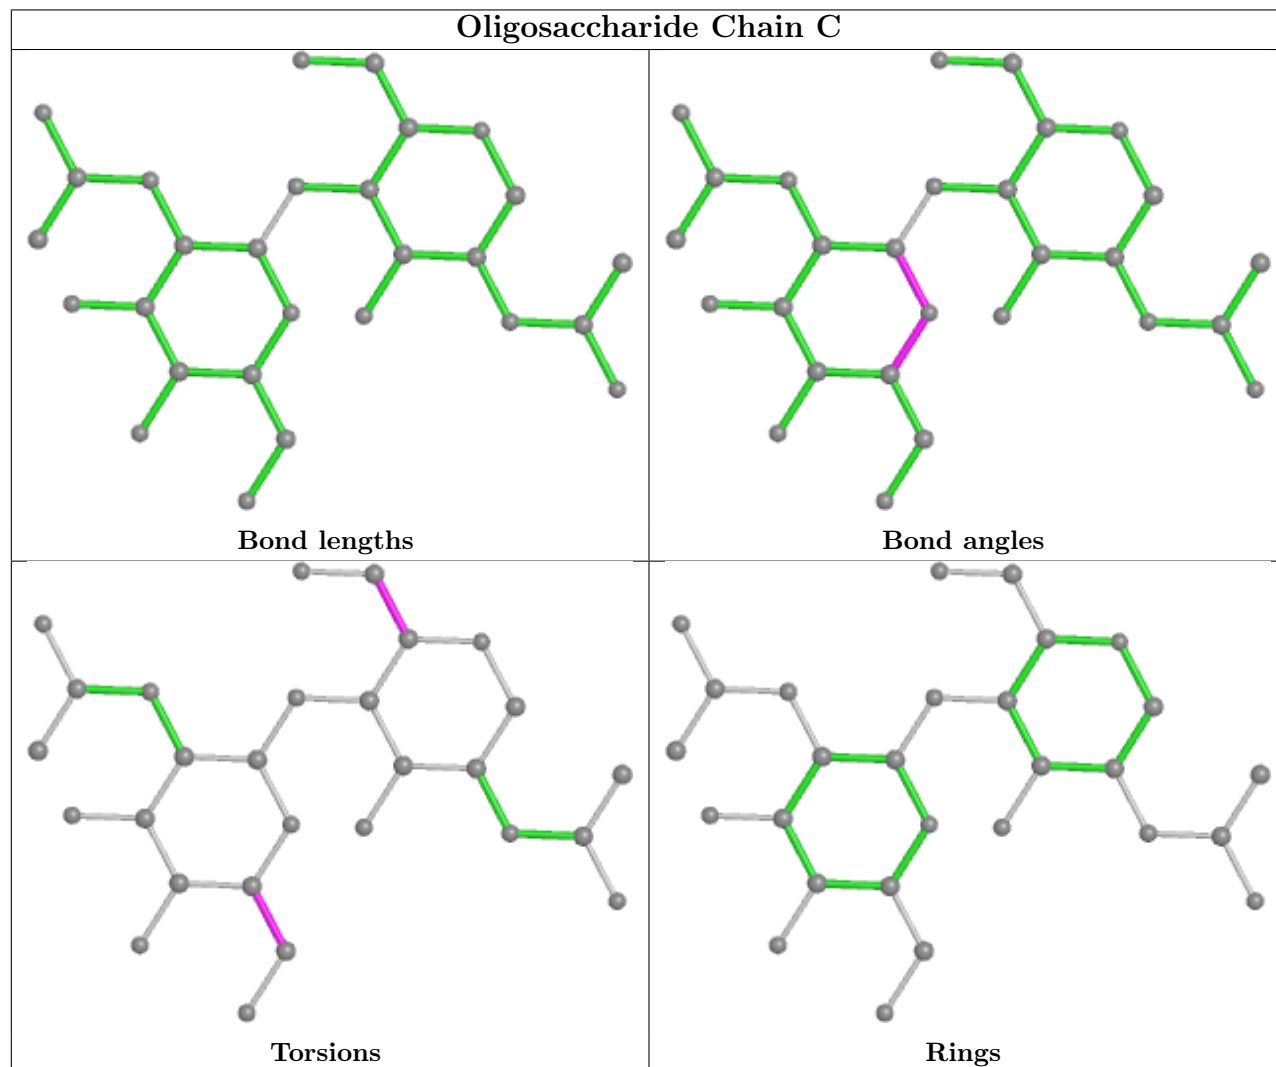 Oligosaccharide Chain C
Bond lengths
Bond angles
Torsions
Rings